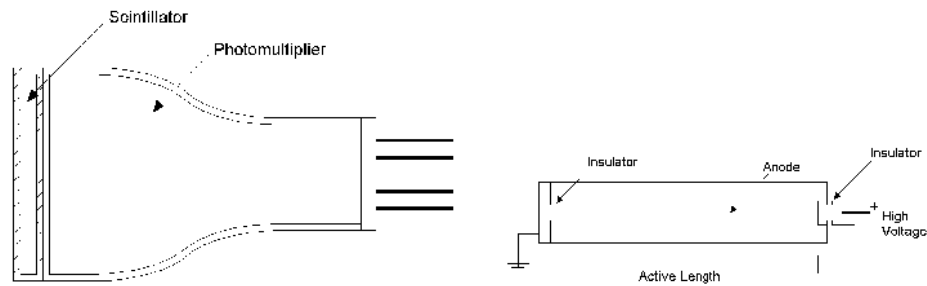 Scintillator
Photomultiplier
Insulator
Anode
Insulator
+
High
Voltage
Active Length